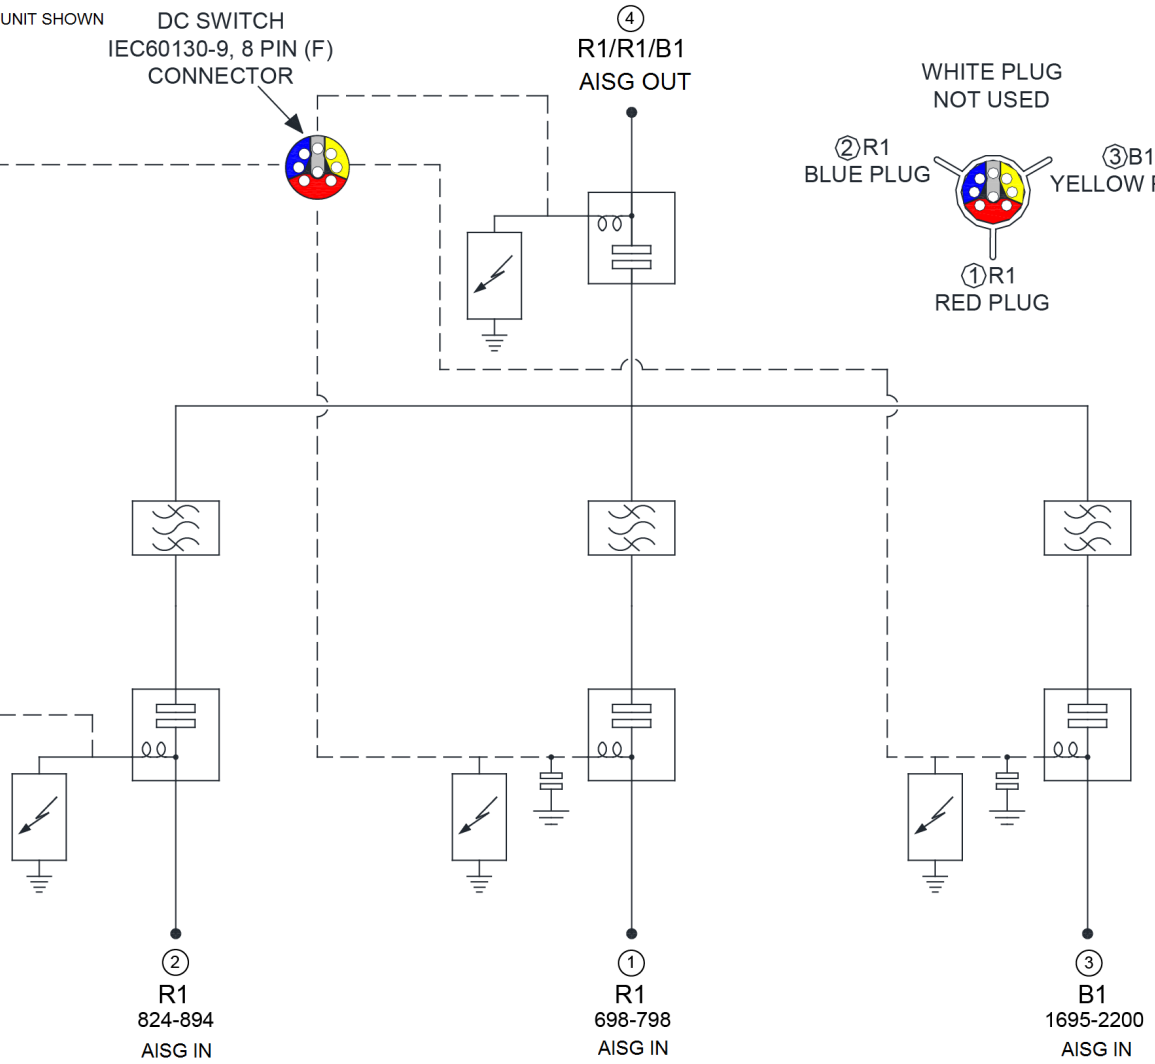 UNIT SHOWN
DC SWITCH
IEC60130-9, 8 PIN (F)
CONNECTOR
4
R1/R1/B1
AISG OUT
WHITE PLUG
NOT USED
2 R1
BLUE PLUG
3 B1
YELLOW
1 R1
RED PLUG
2
R1
824-894
AISG IN
1
R1
698-798
AISG IN
3
B1
1695-2200
AISG IN